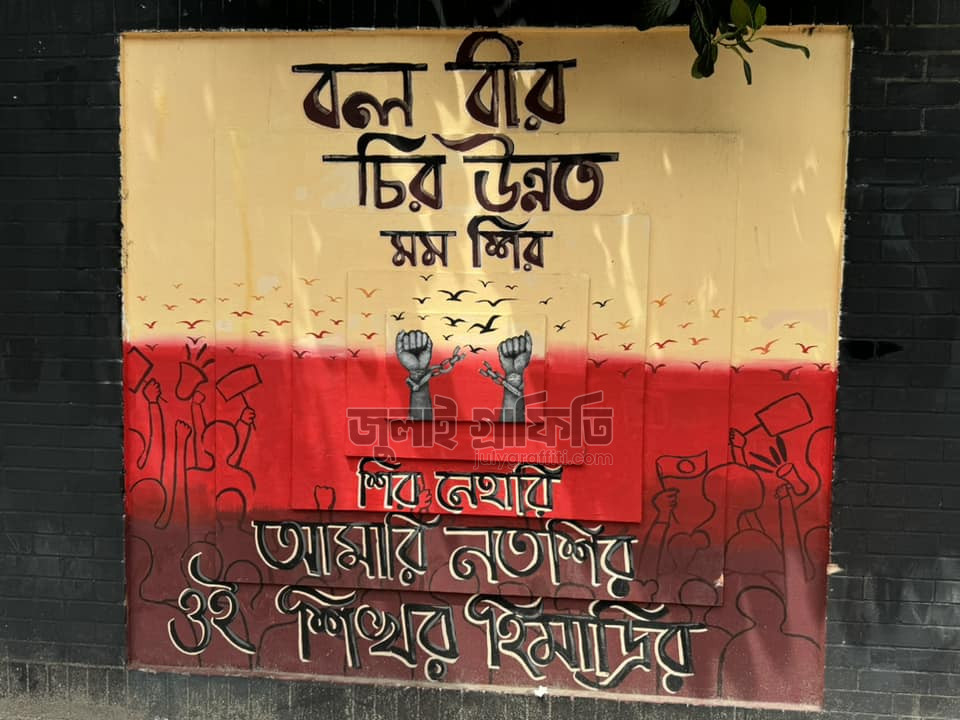 বল বীর
চির উন্নত
মম শির
জুলাই গ্রাফিতি
julygraffiti.com
শির নেহারি
আমারি নতশির
ওই শিখর হিমাদ্রির